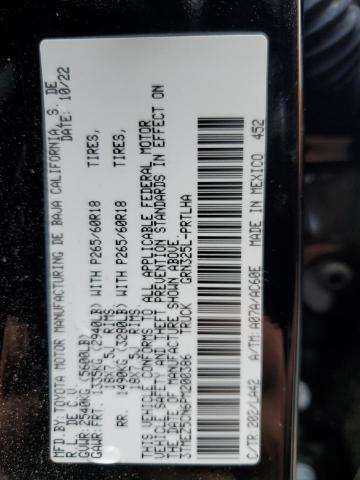 MFD.BY: TOYOTA MOTOR MANUFACTURING DE BAJA CALIFORNIA, S. DE
R.L. DE C.V. DATE: 10/22
GVWR: 2540KG (5600LB)
GAWR: FRT. 1335KG (2940LB) WITH P265/60R18 TIRES,
18X7.5J RIMS,
RR. 1490KG (3280LB) WITH P265/60R18 TIRES,
18X7.5J RIMS.
THIS VEHICLE CONFORMS TO ALL APPLICABLE FEDERAL MOTOR
VEHICLE SAFETY AND THEFT PREVENTION STANDARDS IN EFFECT ON
THE DATE OF MANUFACTURE SHOWN ABOVE.
3TMEZ5CN6PM200386 TRUCK GRN325L-PRTLHA
C/TR: 202/LA42 A/TM: A07A/AC60E MADE IN MEXICO 452